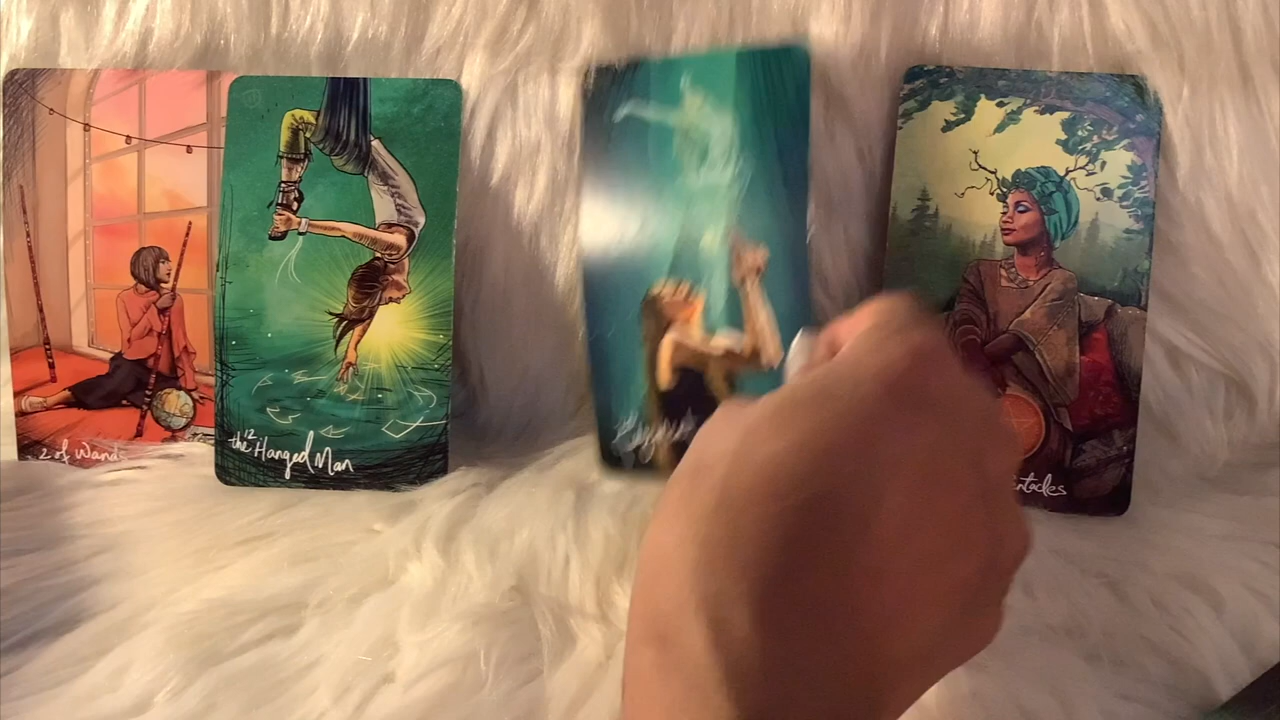 2 of Wands
the 12 Hanged Man
ntacles